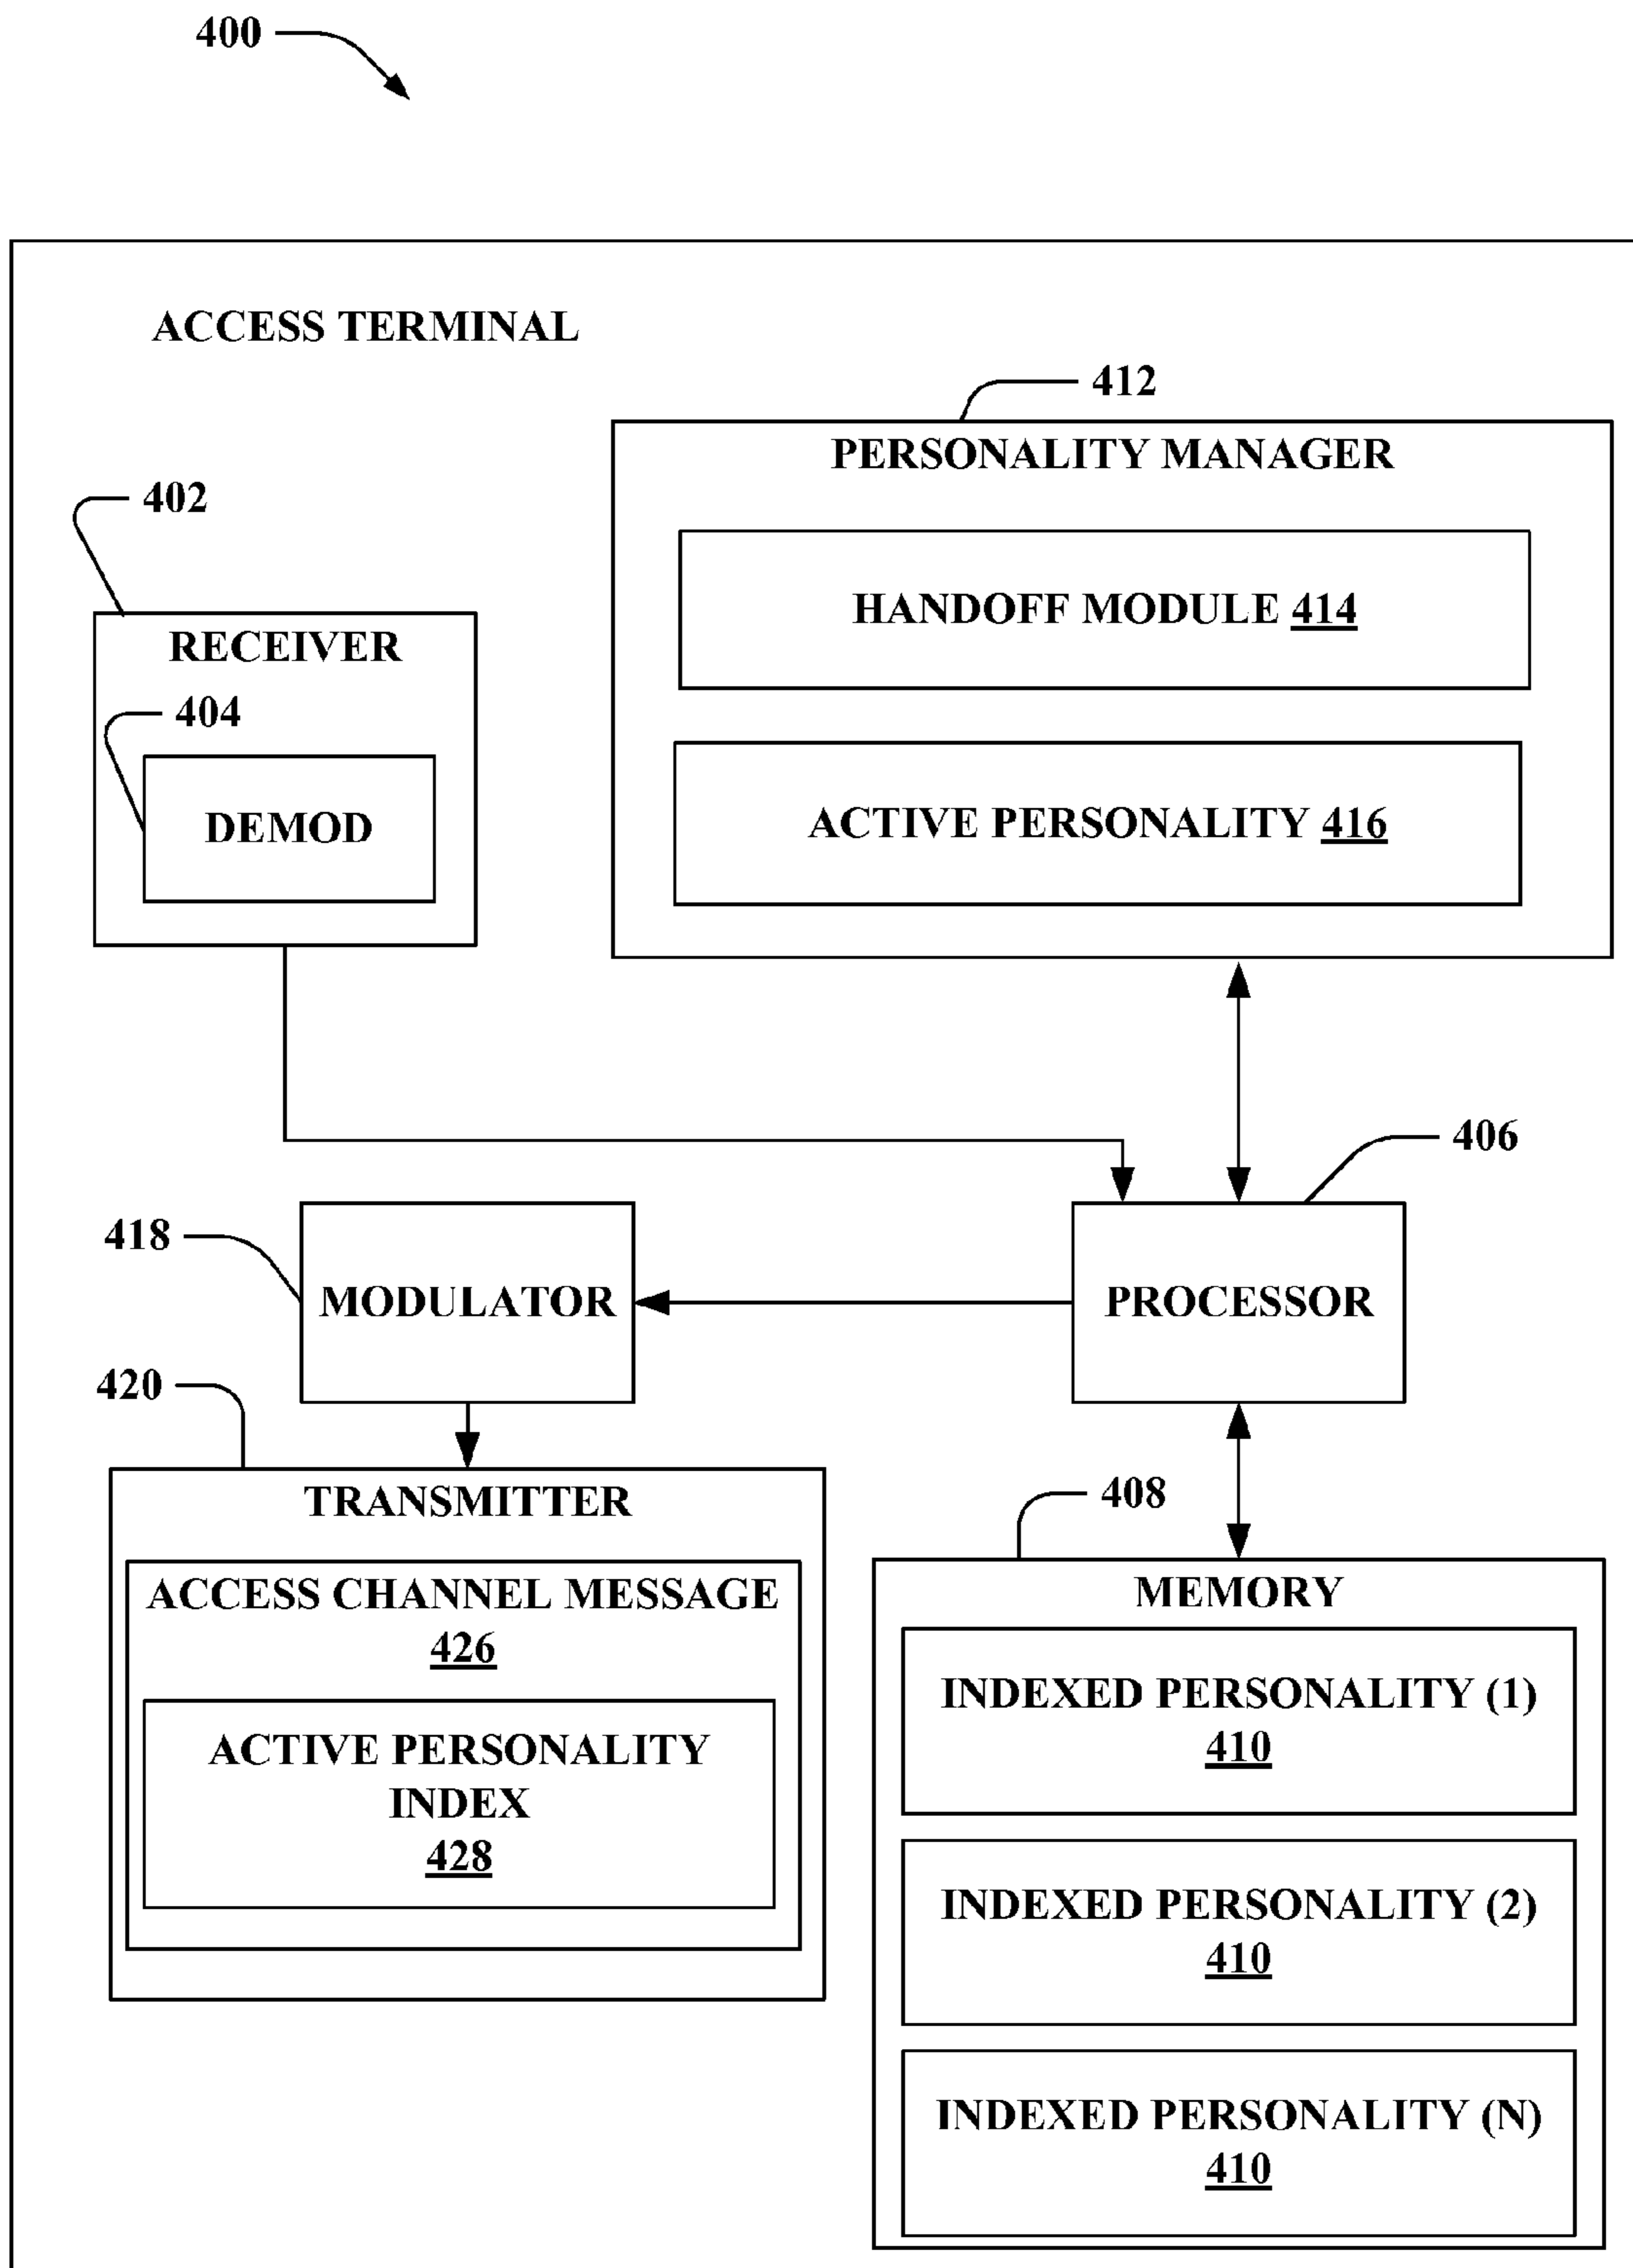 400
ACCESS TERMINAL
412
PERSONALITY MANAGER
HANDOFF MODULE 414
ACTIVE PERSONALITY 416
402
RECEIVER
404
DEMOD
406
PROCESSOR
418
MODULATOR
420
TRANSMITTER
ACCESS CHANNEL MESSAGE
426
ACTIVE PERSONALITY
INDEX
428
408
MEMORY
INDEXED PERSONALITY (1)
410
INDEXED PERSONALITY (2)
410
INDEXED PERSONALITY (N)
410